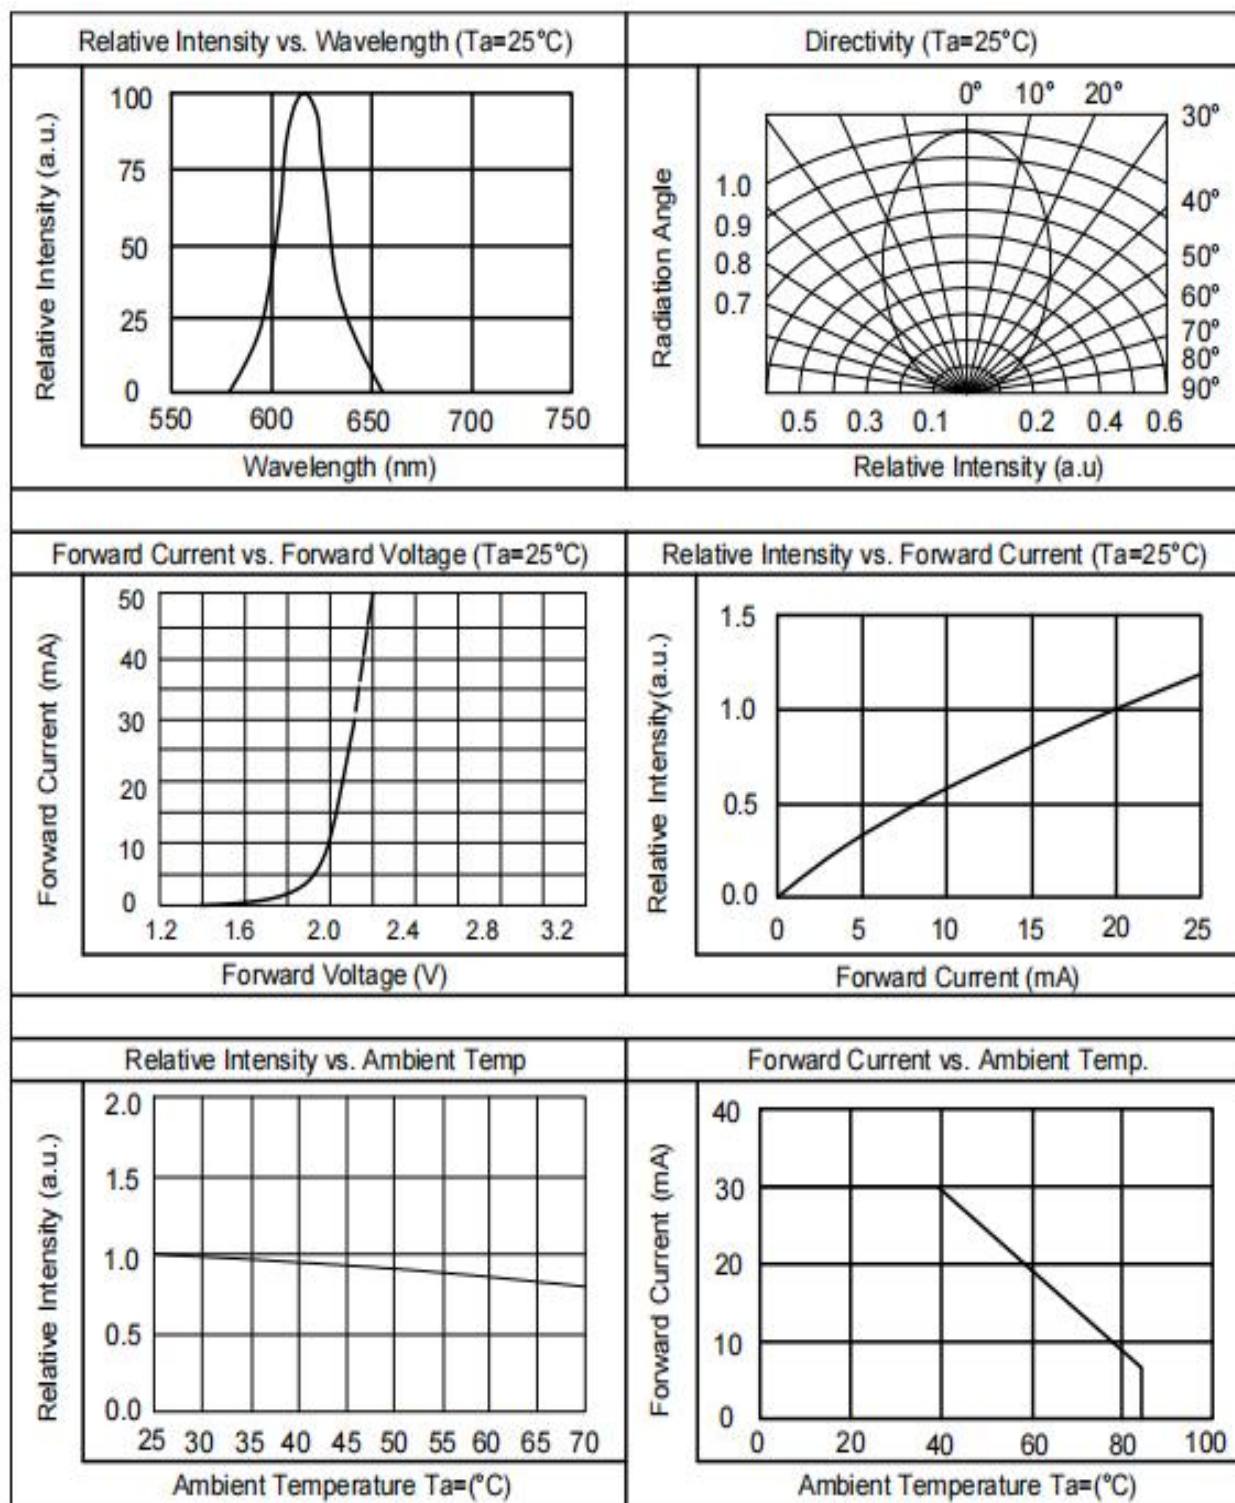 Relative Intensity vs. Wavelength (Ta=25°C)
Relative Intensity (a.u.)
100
75
50
25
0
550 600 650 700 750
Wavelength (nm)
Directivity (Ta=25°C)
Radiation Angle
0° 10° 20° 30°
40°
50°
60°
70°
80°
90°
1.0
0.9
0.8
0.7
0.5 0.3 0.1 0.2 0.4 0.6
Relative Intensity (a.u)
Forward Current vs. Forward Voltage (Ta=25°C)
Forward Current (mA)
50
40
30
20
10
0
1.2 1.6 2.0 2.4 2.8 3.2
Forward Voltage (V)
Relative Intensity vs. Forward Current (Ta=25°C)
Relative Intensity(a.u.)
1.5
1.0
0.5
0.0
0 5 10 15 20 25
Forward Current (mA)
Relative Intensity vs. Ambient Temp
Relative Intensity (a.u.)
2.0
1.5
1.0
0.5
0.0
25 30 35 40 45 50 55 60 65 70
Ambient Temperature Ta=(°C)
Forward Current vs. Ambient Temp.
Forward Current (mA)
40
30
20
10
0
0 20 40 60 80 100
Ambient Temperature Ta=(°C)